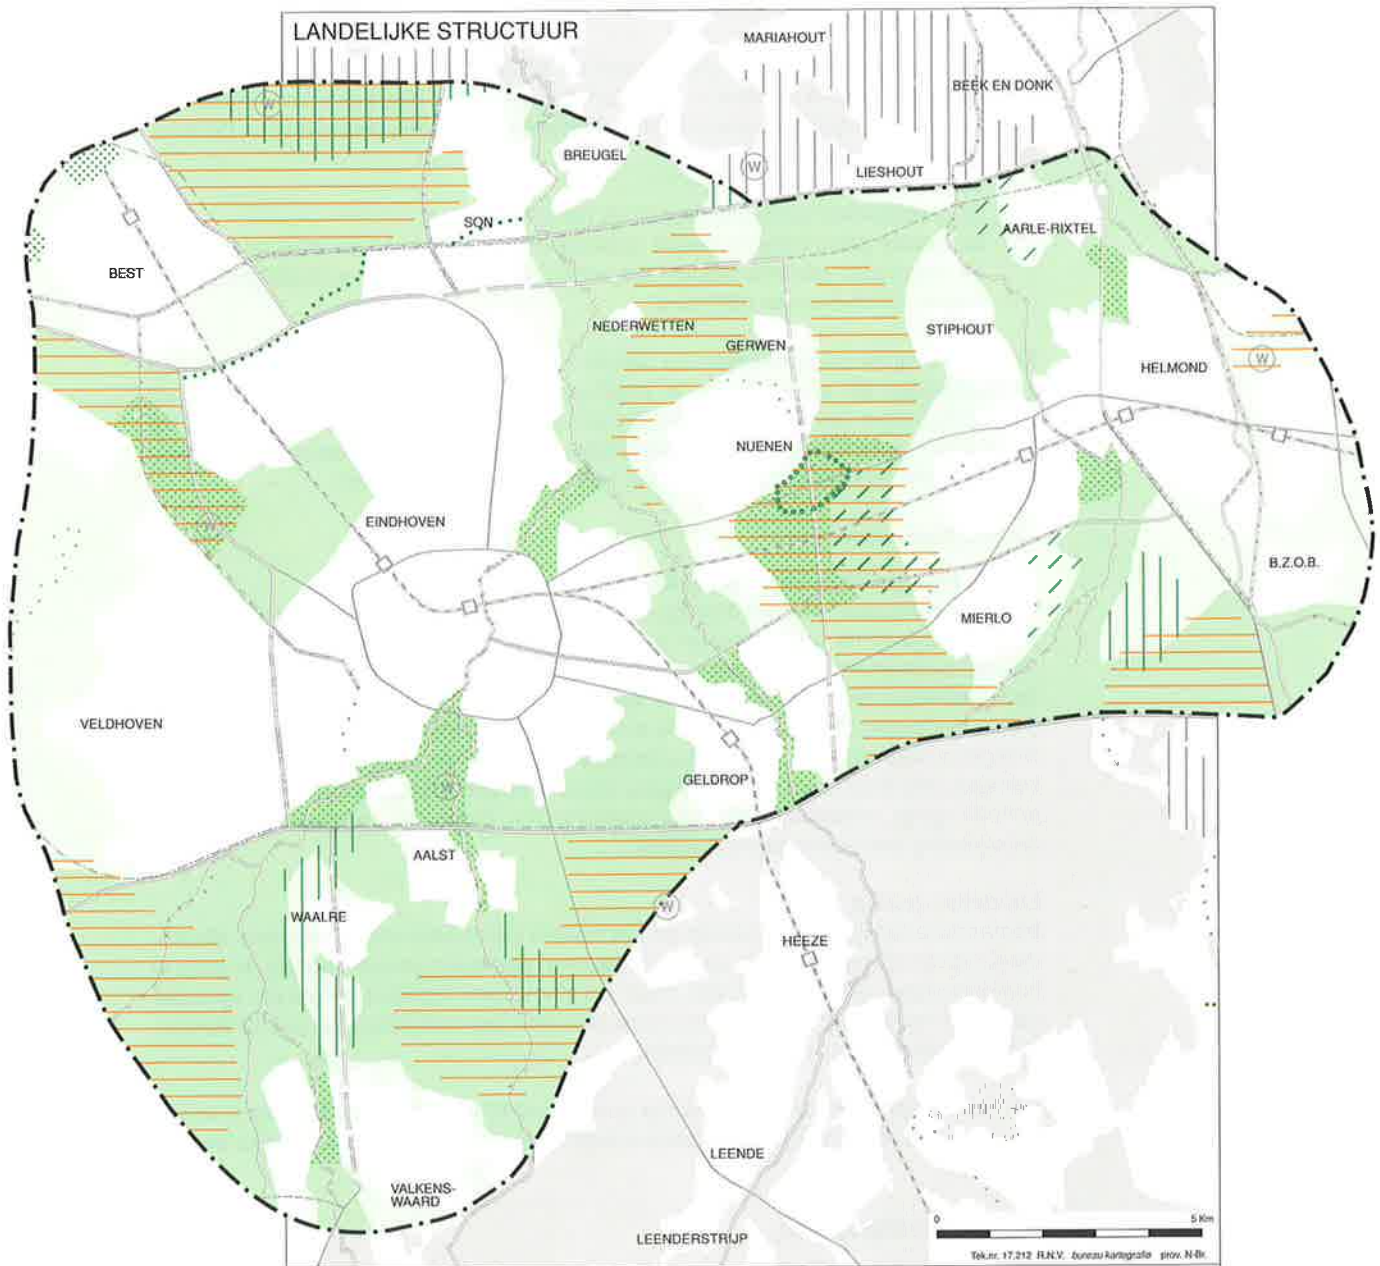 LANDELIJKE STRUCTUUR
MARIAHOUT
BEEK EN DONK
W
BREUGEL
W
LIESHOUT
SON
AARLE-RIXTEL
BEST
NEDERWETTEN
STIPHOUT
GERWEN
W
HELMOND
NUENEN
EINDHOVEN
W
B.Z.O.B.
MIERLO
VELDHOVEN
GELDROP
W
AALST
W
WAALRE
HEEZE
LEENDE
VALKENS-
WAARD
LEENDERSTRIJP
0 5 Km
Tek.nr. 17.212 R.N.V. bureau kartografie prov. N-Br.